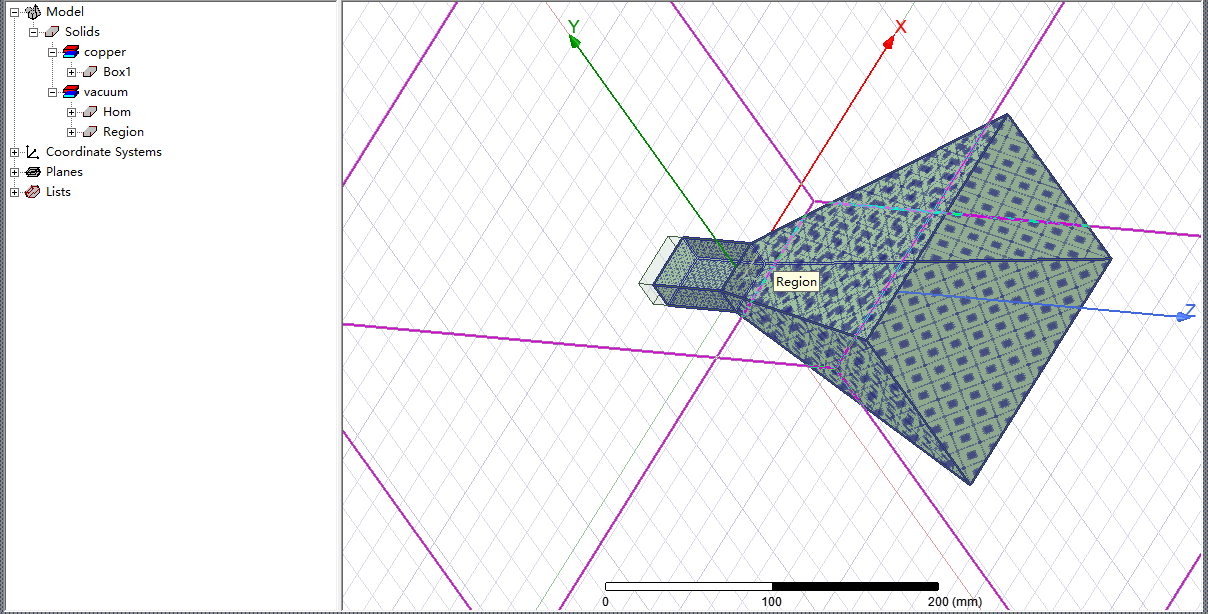 Model
Solids
copper
Box1
vacuum
Horn
Region
Coordinate Systems
Planes
Lists
Y
X
Region
Z
0
100
200 (mm)